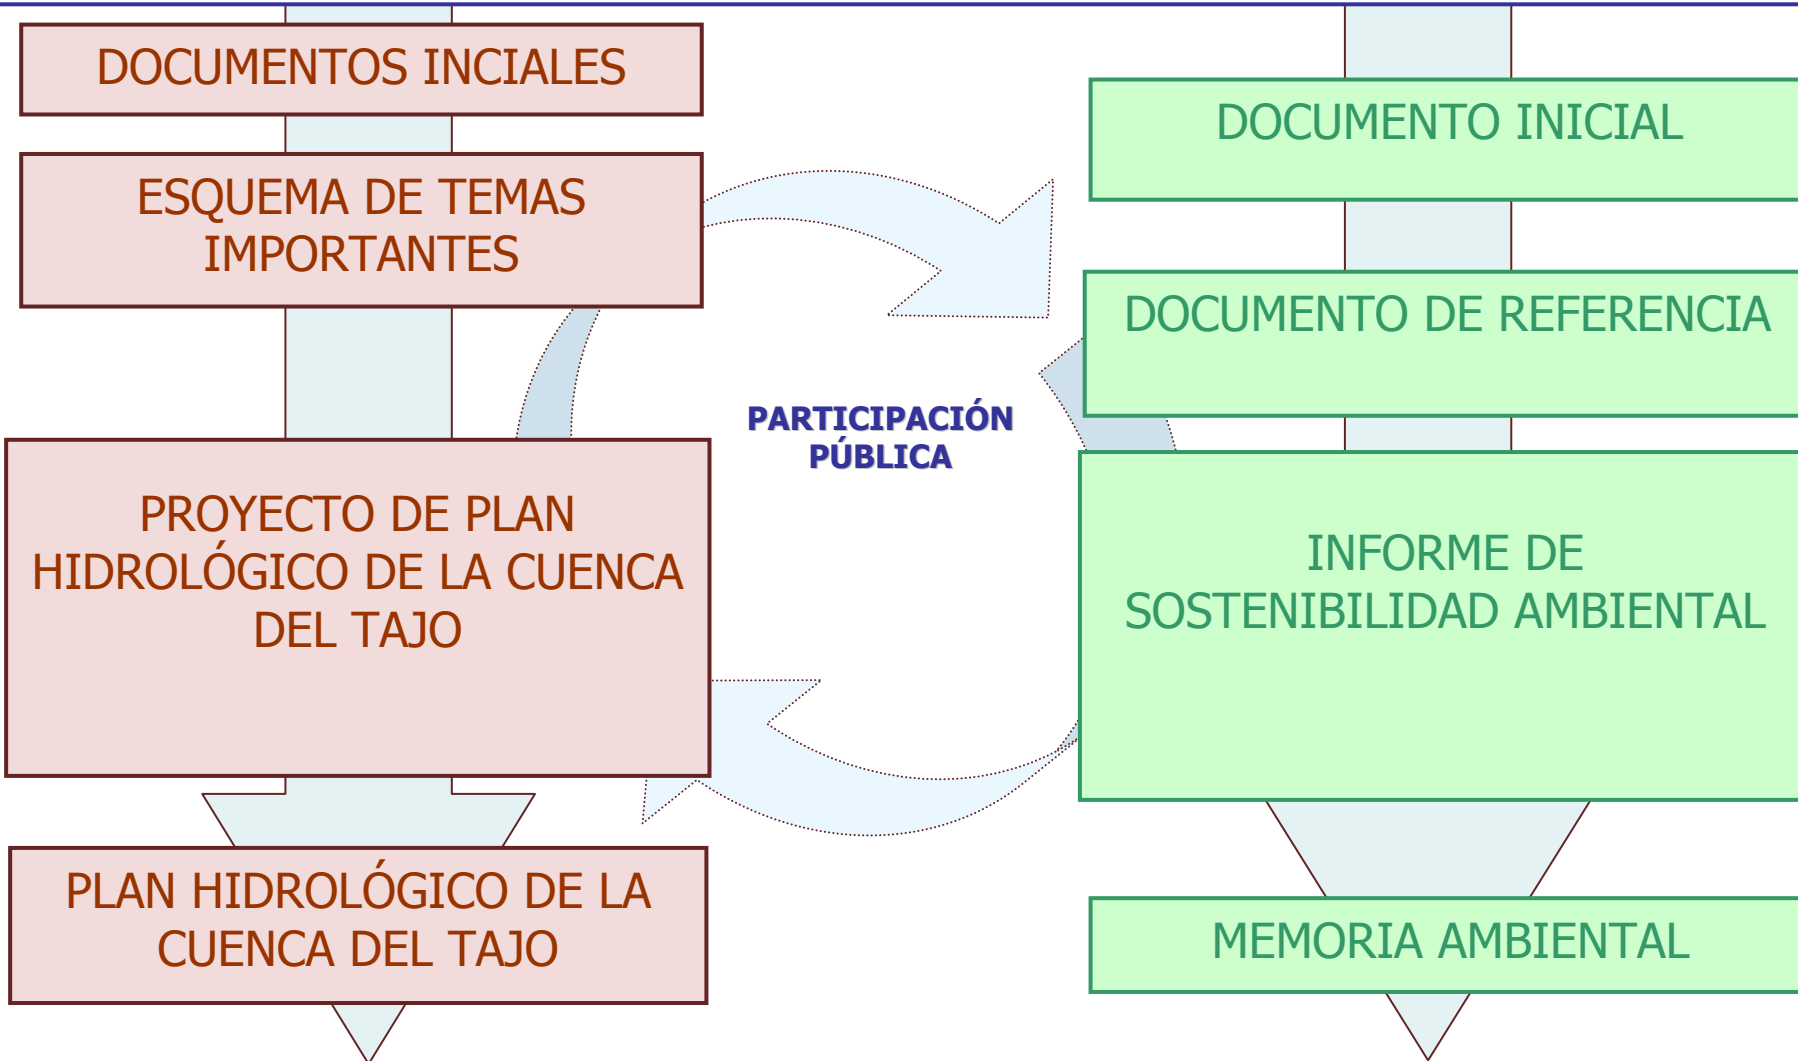 DOCUMENTOS INCIALES
ESQUEMA DE TEMAS
IMPORTANTES
PROYECTO DE PLAN
HIDROLÓGICO DE LA CUENCA
DEL TAJO
PLAN HIDROLÓGICO DE LA
CUENCA DEL TAJO
PARTICIPACIÓN
PÚBLICA
DOCUMENTO INICIAL
DOCUMENTO DE REFERENCIA
INFORME DE
SOSTENIBILIDAD AMBIENTAL
MEMORIA AMBIENTAL